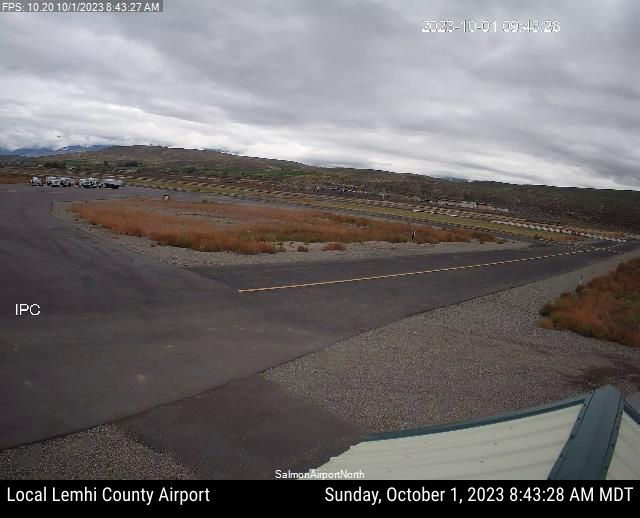 FPS: 10.20 10/1/2023 8:43:27 AM
2023-10-01 09:43:28
IPC
SalmonAirportNorth
Local Lemhi County Airport
Sunday, October 1, 2023 8:43:28 AM MDT